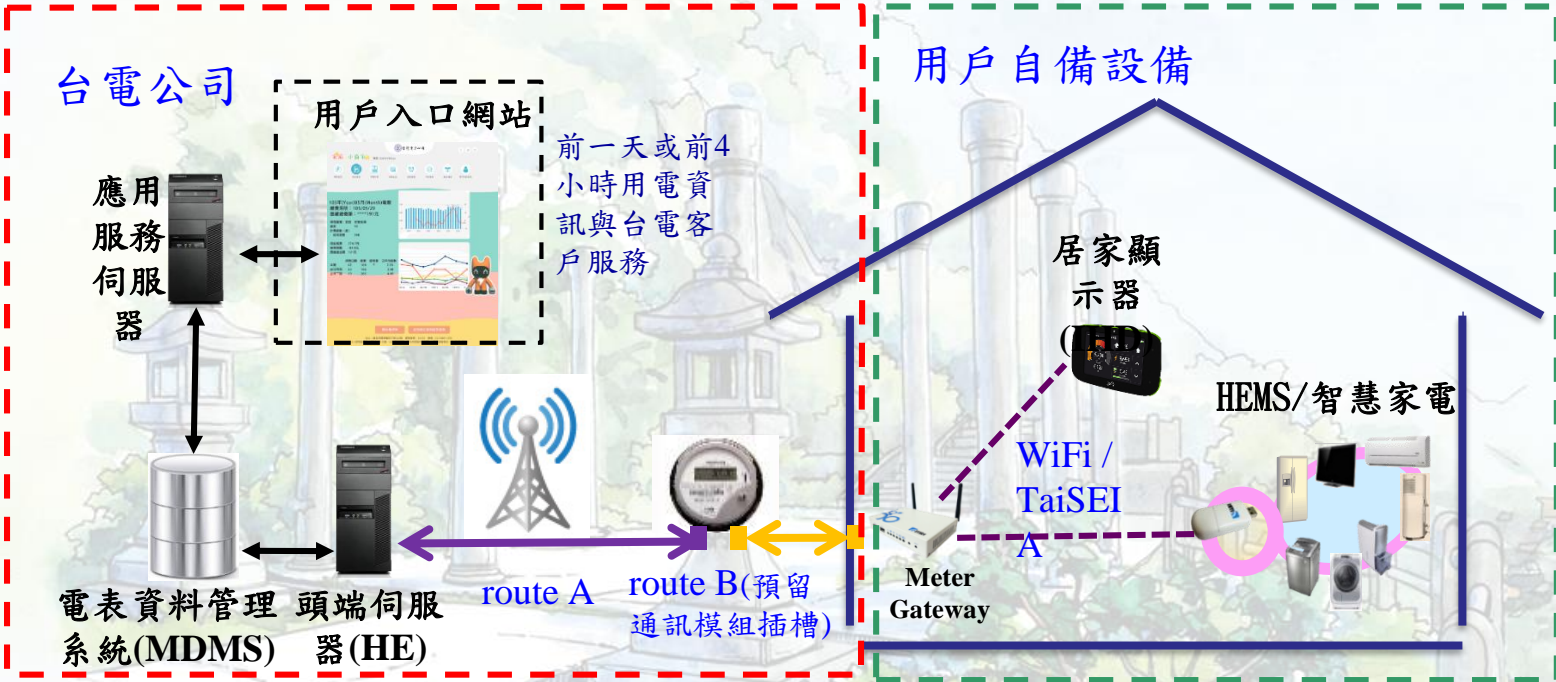 台電公司
用戶入口網站
前一天或前4
小時用電資
訊與台電客
戶服務
應用
服務
伺服
器
電表資料管理
系統(MDMS)
頭端伺服
器(HE)
route A
route B(預留
通訊模組插槽)
用戶自備設備
居家顯
示器
HEMS/智慧家電
WiFi /
TaiSEI
A
Meter
Gateway